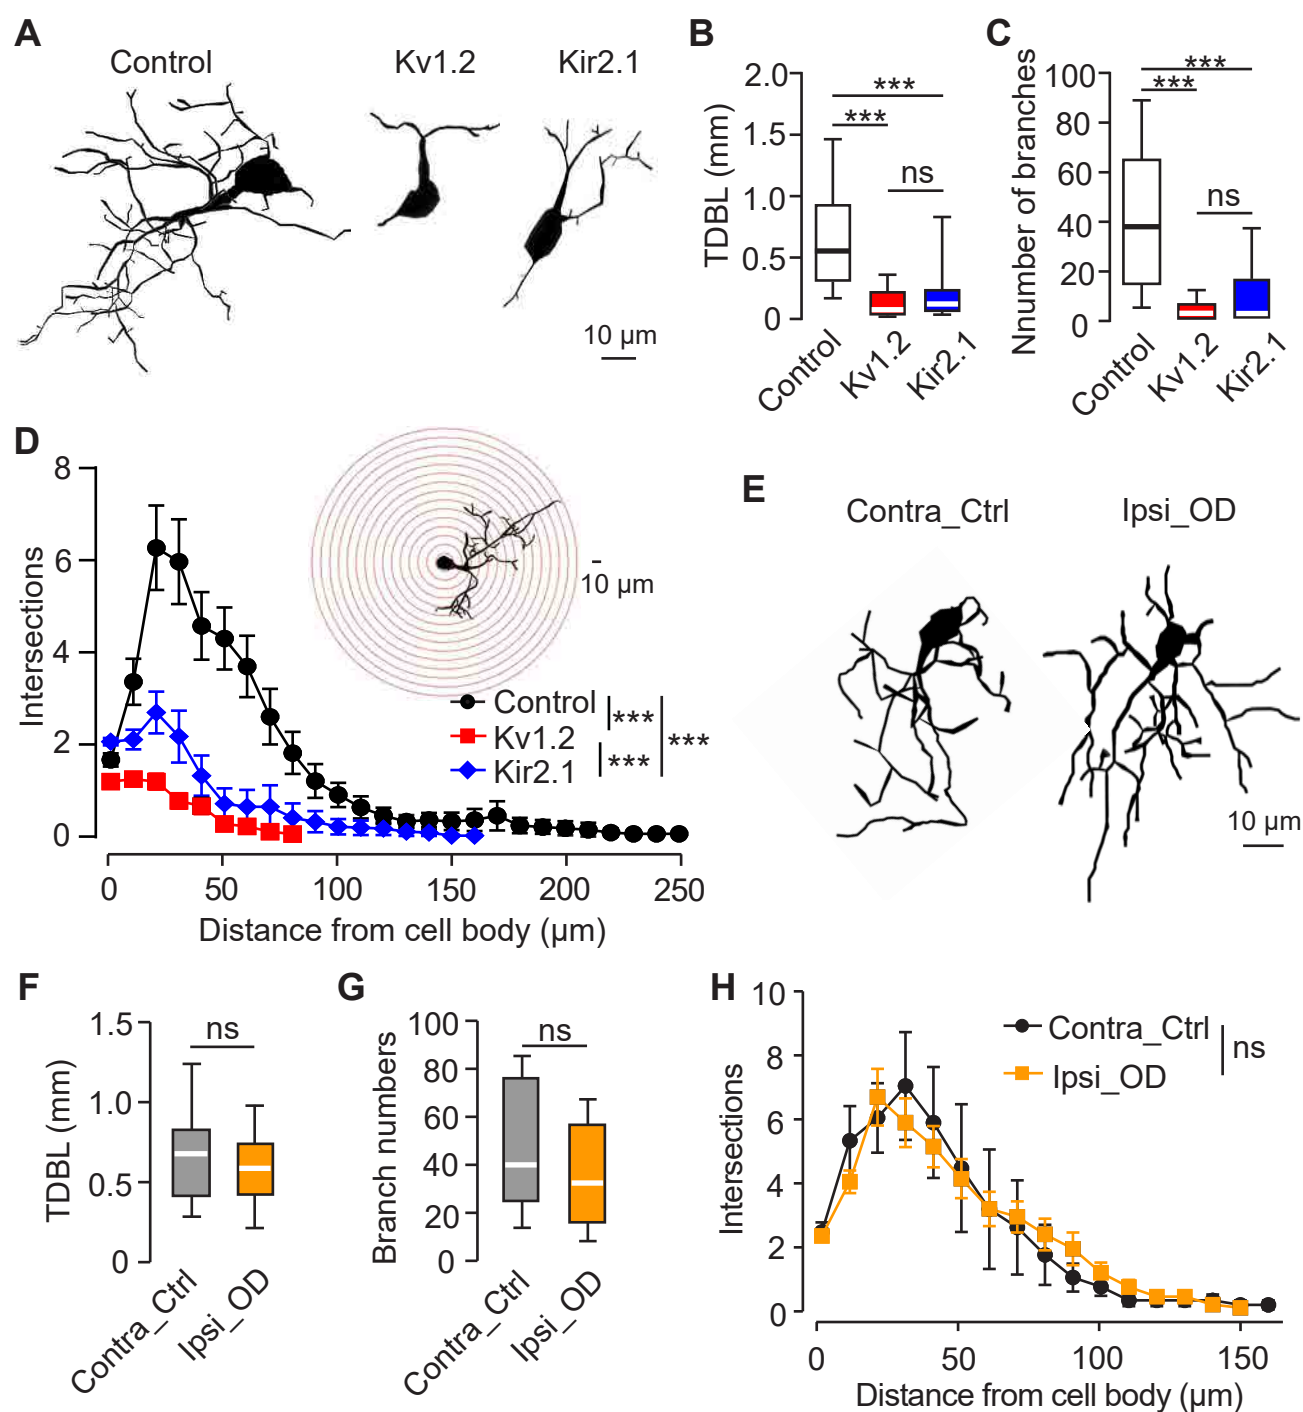 A
Control
Kv1.2
Kir2.1
10 µm
B
TDBL (mm)
2.0
1.5
1.0
0.5
0
***
***
ns
Control
Kv1.2
Kir2.1
C
Nnumber of branches
100
80
60
40
20
0
***
***
ns
Control
Kv1.2
Kir2.1
D
Intersections
8
6
4
2
0
10 µm
Control
Kv1.2
Kir2.1
***
***
***
0 50 100 150 200 250
Distance from cell body (µm)
E
Contra_Ctrl
Ipsi_OD
10 µm
F
TDBL (mm)
1.5
1.0
0.5
0
ns
Contra_Ctrl
Ipsi_OD
G
Branch numbers
100
80
60
40
20
0
ns
Contra_Ctrl
Ipsi_OD
H
Intersections
10
8
6
4
2
0
Contra_Ctrl
Ipsi_OD
ns
0 50 100 150
Distance from cell body (µm)